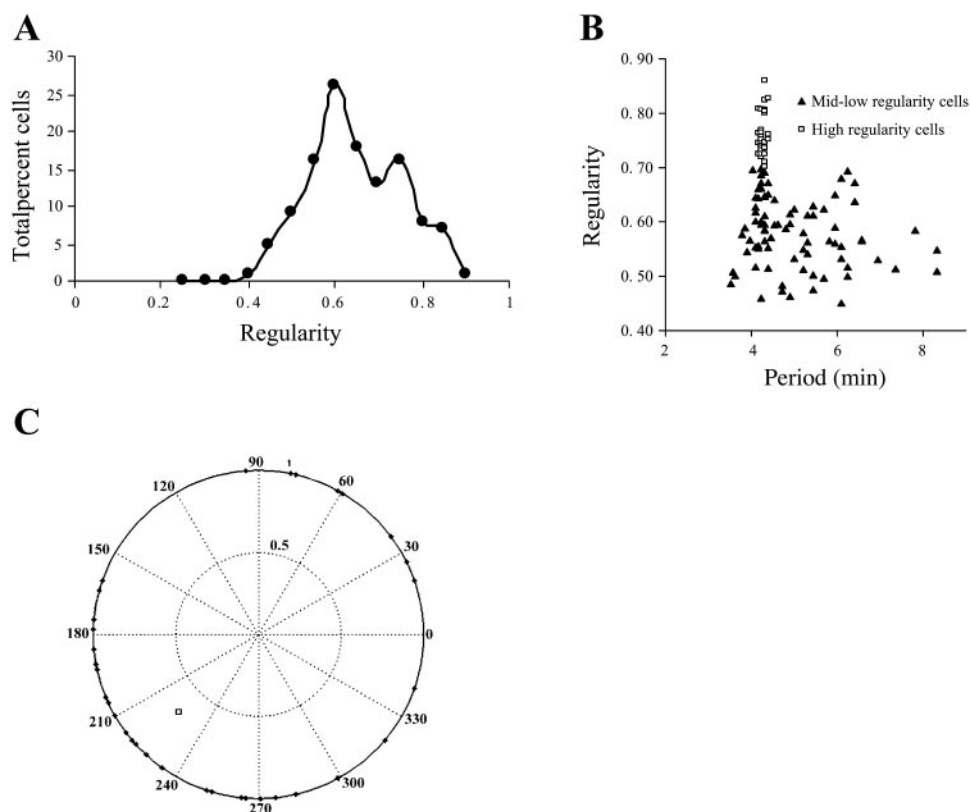 A
30
25
20
15
10
5
0
Totalpercent cells
0 0.2 0.4 0.6 0.8 1
Regularity
B
0. 90
0. 80
0. 70
0. 60
0. 50
0. 40
Regularity
Mid-low regularity cells
High regularity cells
2 4 6 8
Period (min)
C
90
1
120
60
150
0.5
30
180
0
210
330
240
300
270